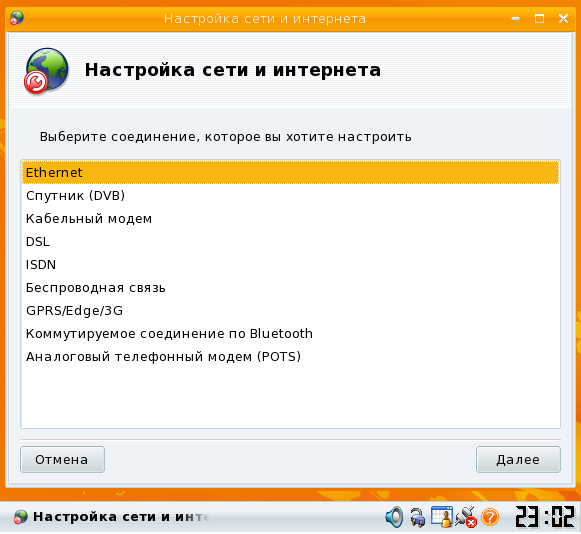 Настройка сети и интернета
Настройка сети и интернета
Выберите соединение, которое вы хотите настроить
Ethernet
Спутник (DVB)
Кабельный модем
DSL
ISDN
Беспроводная связь
GPRS/Edge/3G
Коммутируемое соединение по Bluetooth
Аналоговый телефонный модем (POTS)
Отмена Далее
Настройка сети и инте 23:02